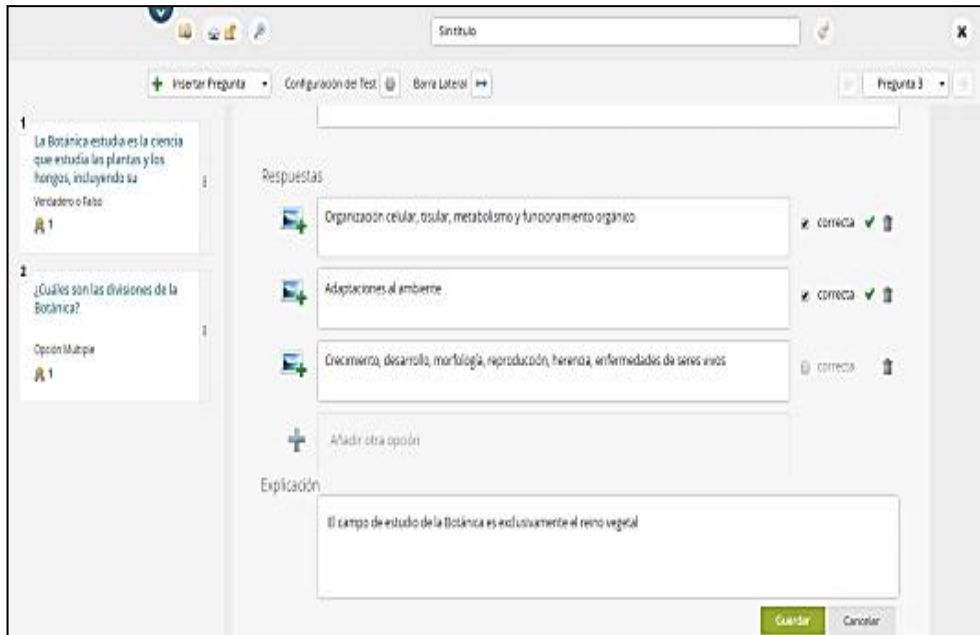 Sin título
Insertar Pregunta
Configuración del Test
Barra Lateral
Pregunta 3
1
La Botánica estudia es la ciencia
que estudia las plantas y los
hongos, incluyendo su
Verdadero o Falso
1
2
¿Cuáles son las divisiones de la
Botánica?
Opción Multiple
1
Respuestas
Organización celular, tisular, metabolismo y funcionamiento orgánico
correcta
Adaptaciones al ambiente
correcta
Crecimiento, desarrollo, morfología, reproducción, herencia, enfermedades de seres vivos
correcta
Añadir otra opción
Explicación
El campo de estudio de la Botánica es exclusivamente el reino vegetal
Guardar
Cancelar